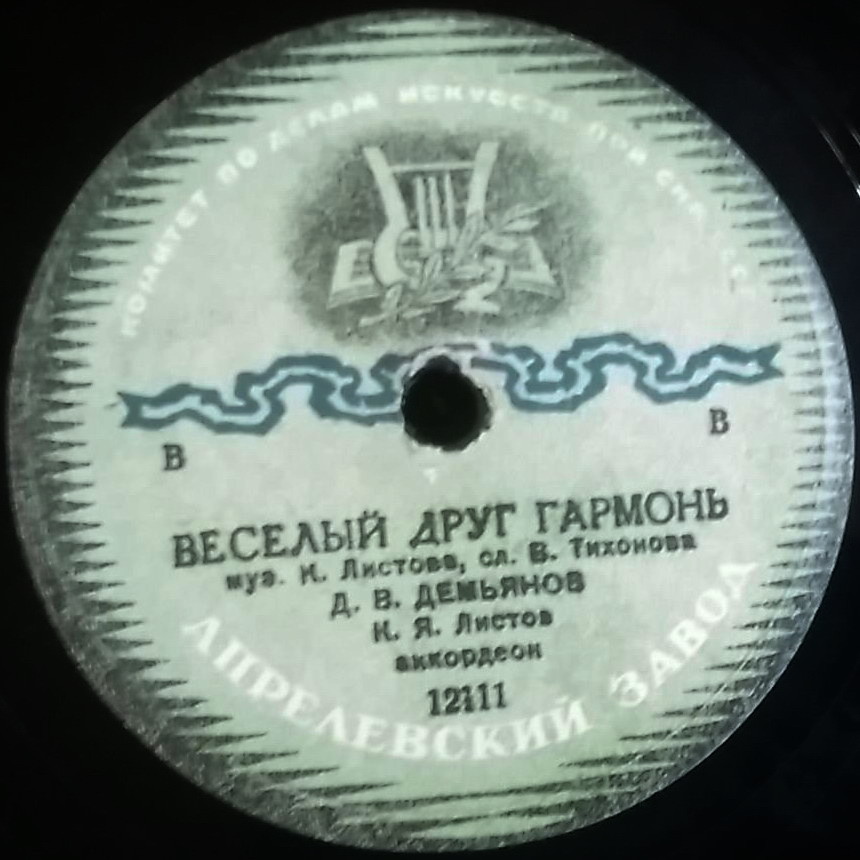 КОМИТЕТ ПО ДЕЛАМ ИСКУССТВ ПРИ СНК СССР
В В
ВЕСЕЛЫЙ ДРУГ ГАРМОНЬ
муз. К. Листова, сл. В. Тихонова
Д. В. ДЕМЬЯНОВ
К. Я. Листов
аккордеон
12111
АПРЕЛЕВСКИЙ ЗАВОД